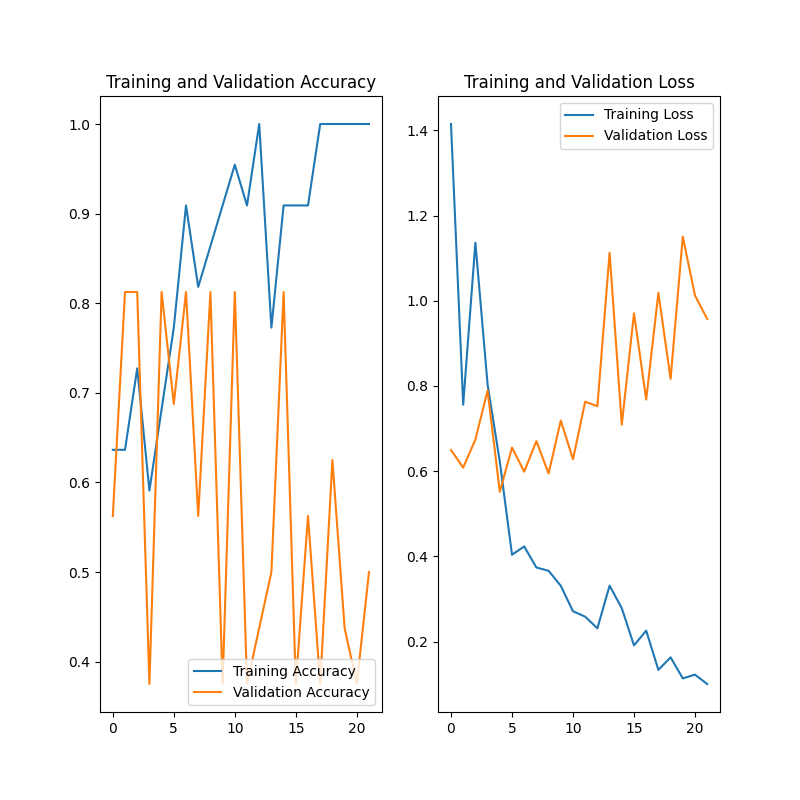 Training and Validation Accuracy
1.0
0.9
0.8
0.7
0.6
0.5
0.4
Training Accuracy
Validation Accuracy
0 5 10 15 20
Training and Validation Loss
Training Loss
Validation Loss
1.4
1.2
1.0
0.8
0.6
0.4
0.2
0 5 10 15 20